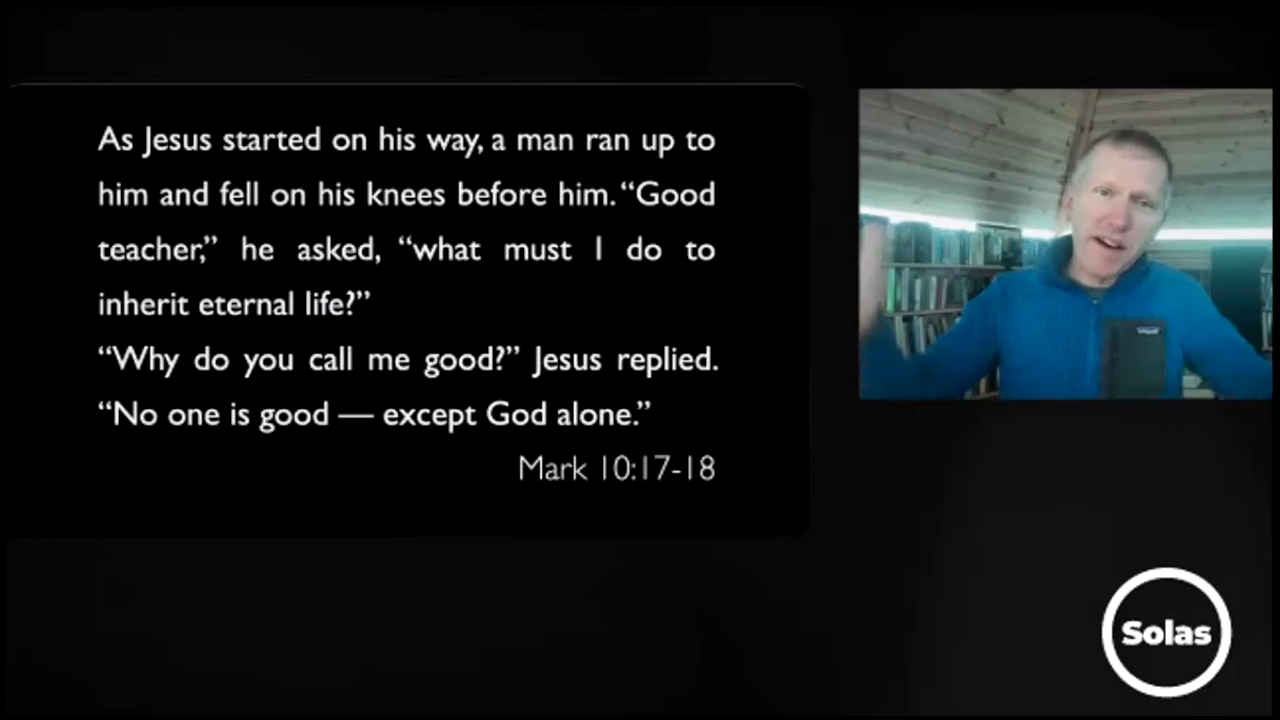 As Jesus started on his way, a man ran up to
him and fell on his knees before him. “Good
teacher,” he asked, “what must I do to
inherit eternal life?”
“Why do you call me good?” Jesus replied.
“No one is good — except God alone.”
Mark 10:17-18
Solas